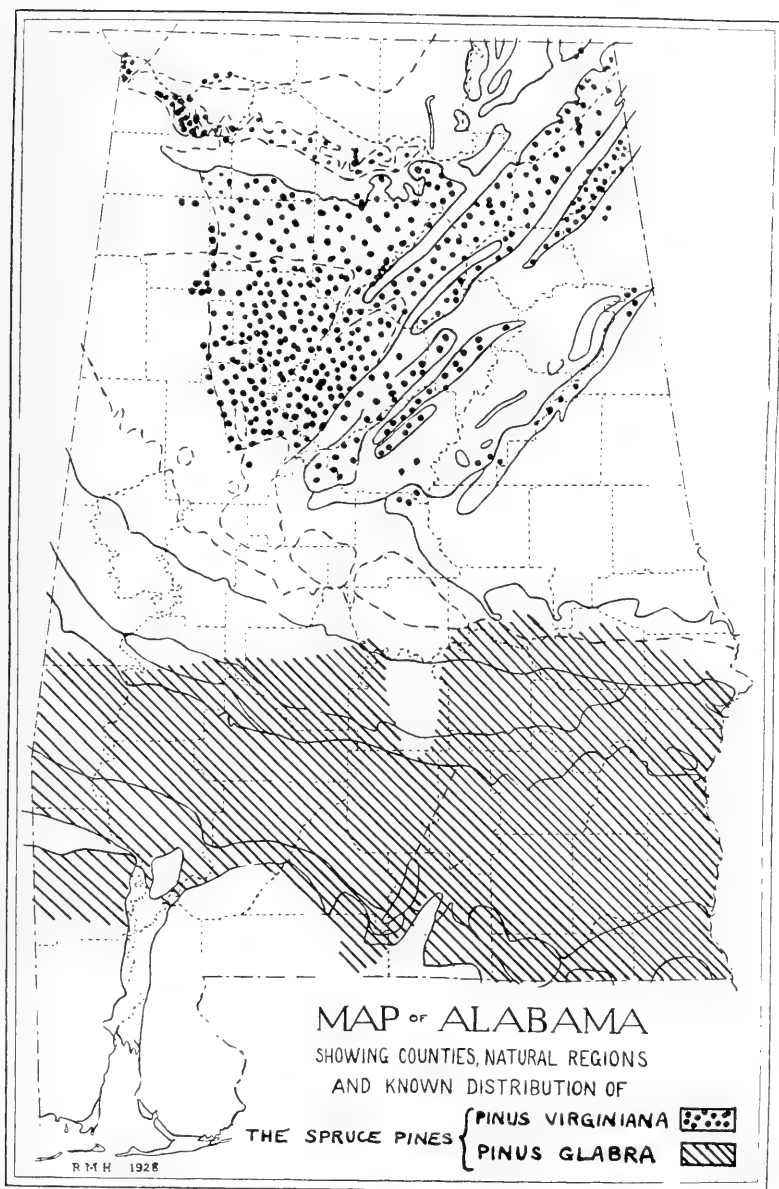 MAP OF ALABAMA
SHOWING COUNTIES, NATURAL REGIONS
AND KNOWN DISTRIBUTION OF
THE SPRUCE PINES { PINUS VIRGINIANA
PINUS GLABRA
RMH 1928